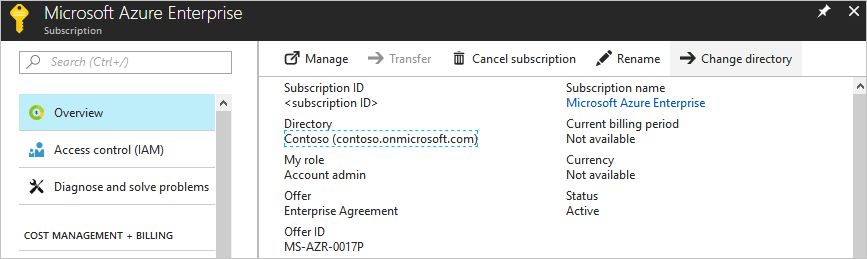 Microsoft Azure Enterprise
Subscription
Search (Ctrl+/)
Overview
Access control (IAM)
Diagnose and solve problems
COST MANAGEMENT + BILLING
Manage
Transfer
Cancel subscription
Rename
Change directory
Subscription ID
<subscription ID>
Directory
Contoso (contoso.onmicrosoft.com)
My role
Account admin
Offer
Enterprise Agreement
Offer ID
MS-AZR-0017P
Subscription name
Microsoft Azure Enterprise
Current billing period
Not available
Currency
Not available
Status
Active